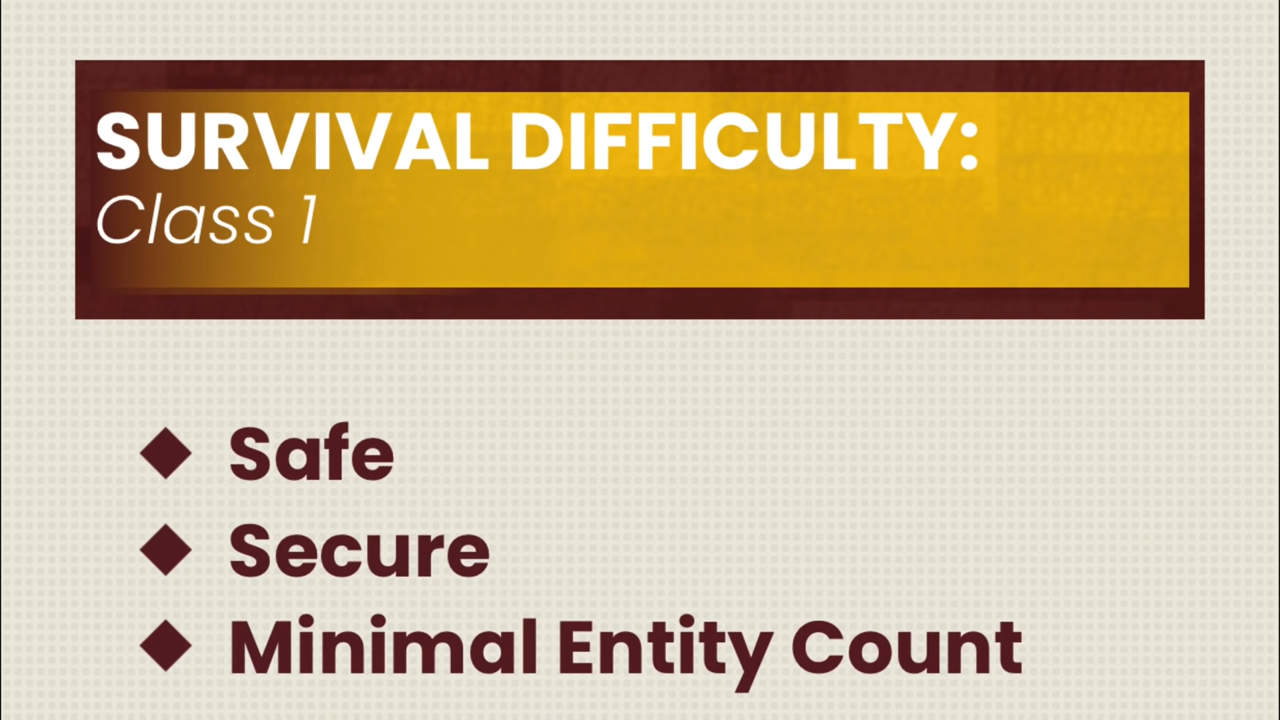 SURVIVAL DIFFICULTY:
Class 1
Safe
Secure
Minimal Entity Count